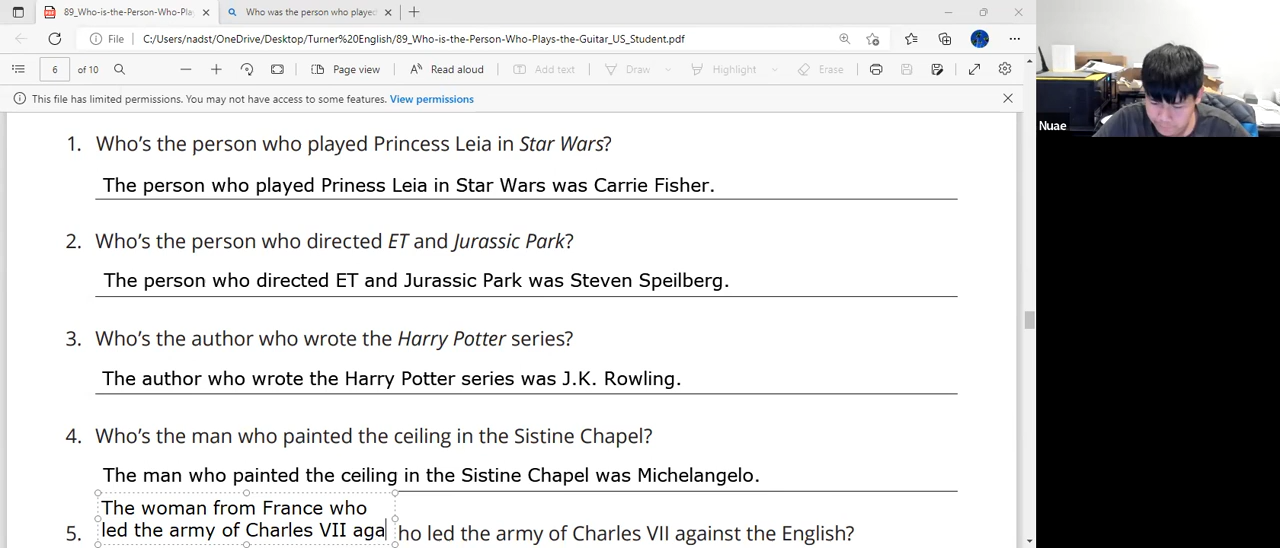 89_Who-is-the-Person-Who-Pla
Who was the person who played
File
C:/Users/nadst/OneDrive/Desktop/Turner%20English/89_Who-is-the-Person-Who-Plays-the-Guitar_US_Student.pdf
6 of 10
Page view
Read aloud
Add text
Draw
Highlight
Erase
This file has limited permissions. You may not have access to some features. View permissions
Nuae
1. Who's the person who played Princess Leia in Star Wars?
The person who played Priness Leia in Star Wars was Carrie Fisher.
2. Who's the person who directed ET and Jurassic Park?
The person who directed ET and Jurassic Park was Steven Speilberg.
3. Who's the author who wrote the Harry Potter series?
The author who wrote the Harry Potter series was J.K. Rowling.
4. Who's the man who painted the ceiling in the Sistine Chapel?
The man who painted the ceiling in the Sistine Chapel was Michelangelo.
The woman from France who
led the army of Charles VII aga
5. ho led the army of Charles VII against the English?